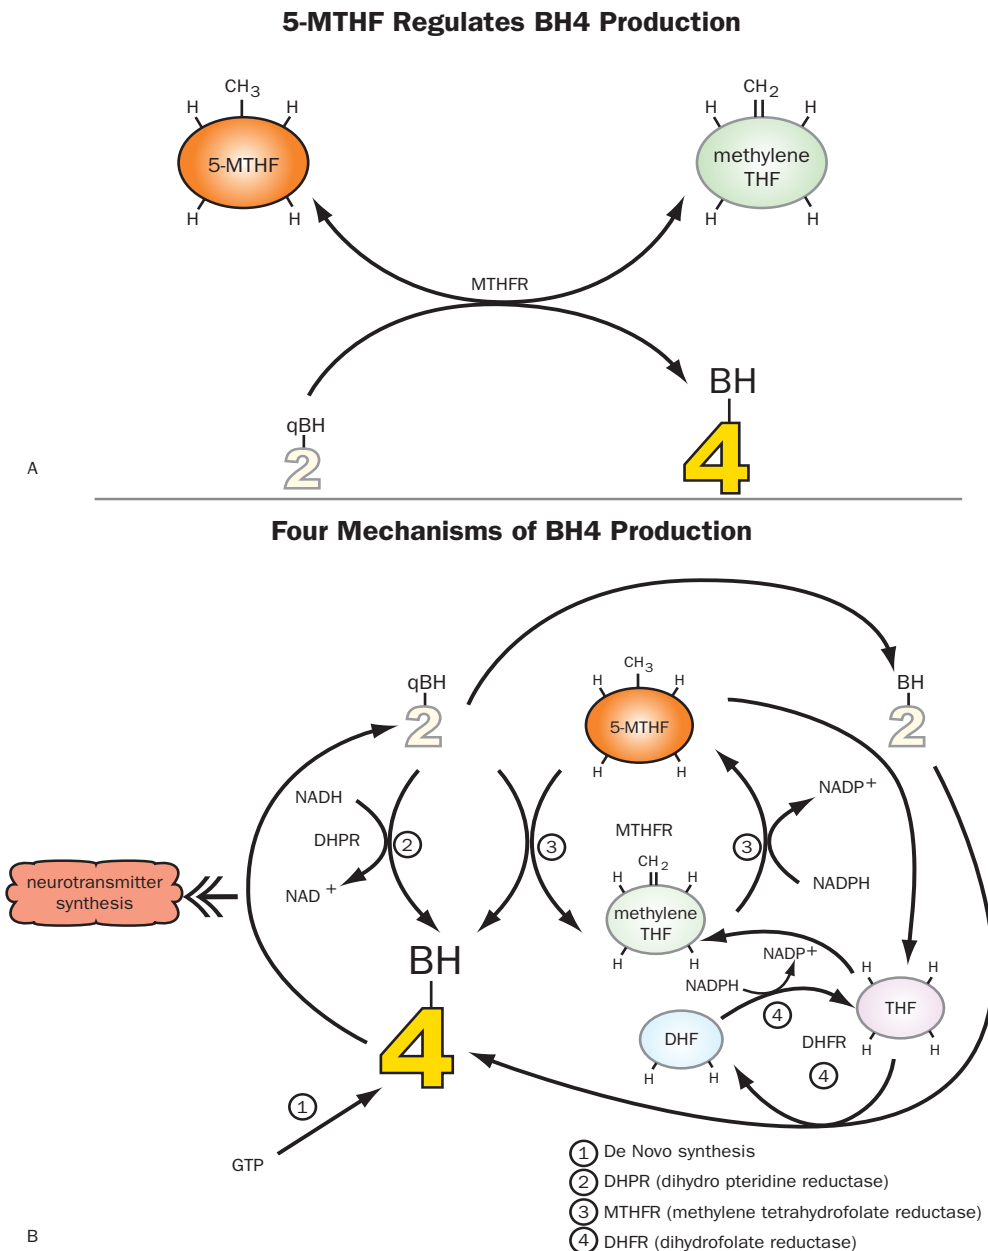 5-MTHF Regulates BH4 Production
CH3
H
H
5-MTHF
H
H
CH2
H
H
methylene
THF
H
H
MTHFR
BH
4
qBH
2
A
Four Mechanisms of BH4 Production
qBH
2
CH3
H
H
5-MTHF
H
H
BH
2
NADH
DHPR
2
NAD +
3
MTHFR
3
NADP+
NADPH
CH2
H
H
methylene
THF
H
H
neurotransmitter
synthesis
BH
4
NADPH
NADP+
4
DHF
H
H
H
H
THF
H
H
DHFR
4
1
GTP
1 De Novo synthesis
2 DHPR (dihydro pteridine reductase)
3 MTHFR (methylene tetrahydrofolate reductase)
4 DHFR (dihydrofolate reductase)
B